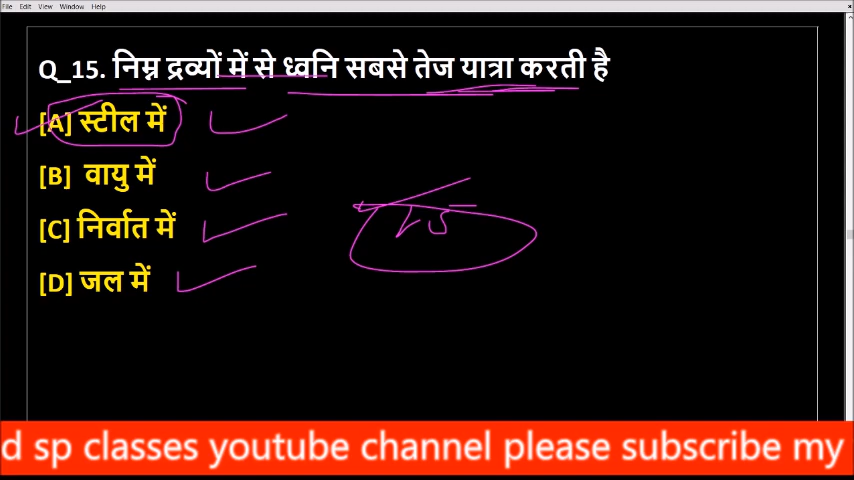 File Edit View Window Help
Q_15. निम्न द्रव्यों में से ध्वनि सबसे तेज यात्रा करती है
[A] स्टील में
[B] वायु में
[C] निर्वात में
[D] जल में
d sp classes youtube channel please subscribe my